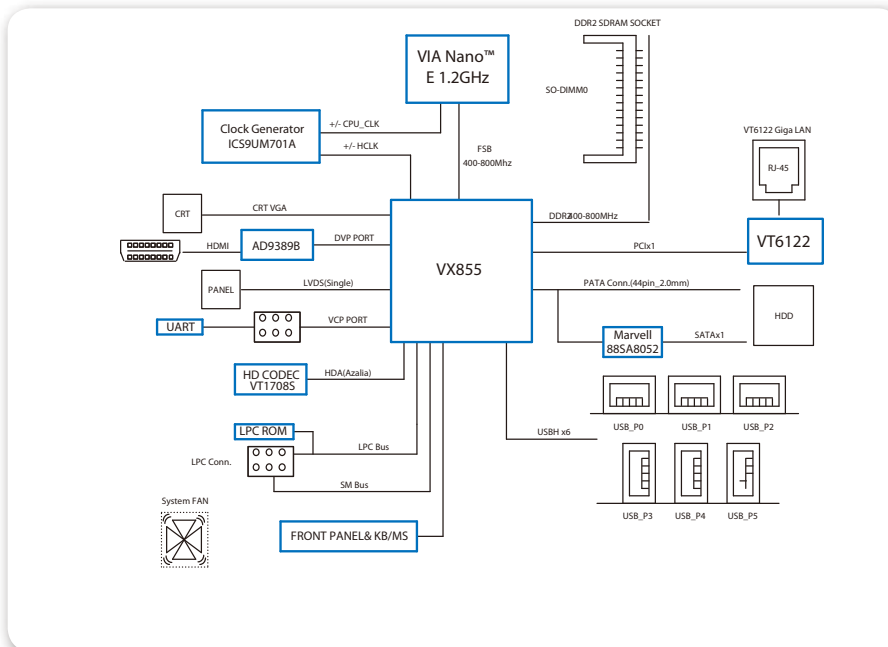 DDR2 SDRAM SOCKET
VIA Nano™
E 1.2GHz
SO-DIMM0
Clock Generator
ICS9UM701A
+/- CPU_CLK
+/- HCLK
FSB
400-800Mhz
VT6122 Giga LAN
RJ-45
CRT
CRT VGA
DDR2400-800MHz
HDMI
AD9389B
DVP PORT
VX855
PCIx1
VT6122
PANEL
LVDS(Single)
PATA Conn.(44pin_2.0mm)
HDD
UART
VCP PORT
Marvell
88SA8052
SATAx1
HD CODEC
VT1708S
HDA(Azalia)
LPC ROM
LPC Bus
LPC Conn.
SM Bus
USBH x6
USB_P0
USB_P1
USB_P2
USB_P3
USB_P4
USB_P5
System FAN
FRONT PANEL& KB/MS